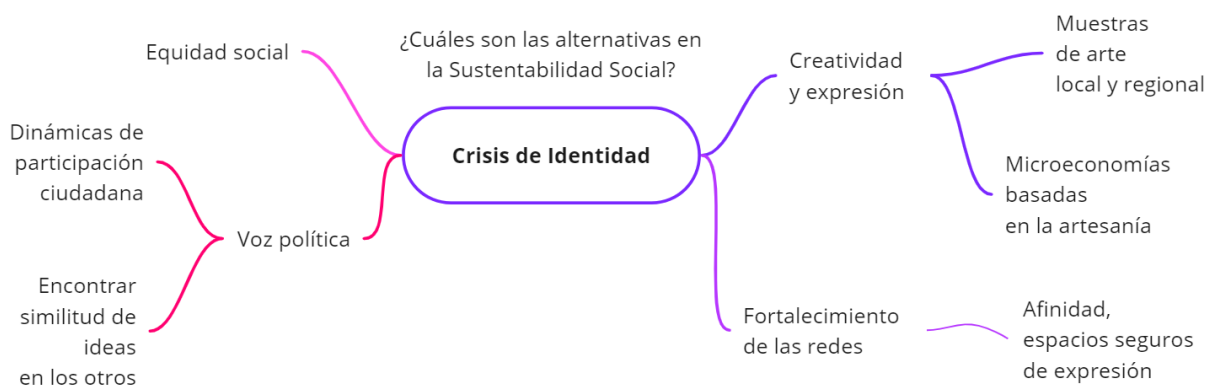 ¿Cuáles son las alternativas en
la Sustentabilidad Social?
Crisis de Identidad
Equidad social
Voz política
Dinámicas de
participación
ciudadana
Encontrar
similitud de
ideas
en los otros
Creatividad
y expresión
Muestras
de arte
local y regional
Microeconomías
basadas
en la artesanía
Fortalecimiento
de las redes
Afinidad,
espacios seguros
de expresión